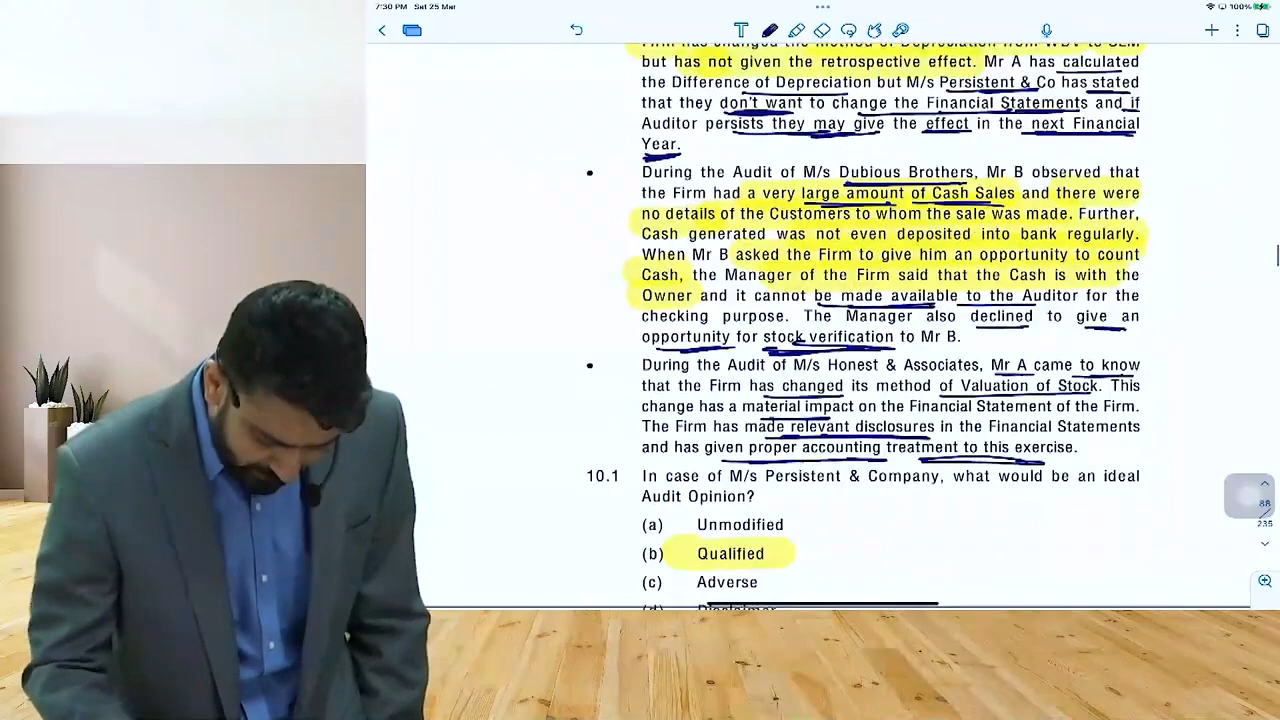 7:30 PM Sat 25 Mar
100%
Firm has changed the method of Depreciation from WDV to SLM
but has not given the retrospective effect. Mr A has calculated
the Difference of Depreciation but M/s Persistent & Co has stated
that they don't want to change the Financial Statements and if
Auditor persists they may give the effect in the next Financial
Year.
• During the Audit of M/s Dubious Brothers, Mr B observed that
the Firm had a very large amount of Cash Sales and there were
no details of the Customers to whom the sale was made. Further,
Cash generated was not even deposited into bank regularly.
When Mr B asked the Firm to give him an opportunity to count
Cash, the Manager of the Firm said that the Cash is with the
Owner and it cannot be made available to the Auditor for the
checking purpose. The Manager also declined to give an
opportunity for stock verification to Mr B.
• During the Audit of M/s Honest & Associates, Mr A came to know
that the Firm has changed its method of Valuation of Stock. This
change has a material impact on the Financial Statement of the Firm.
The Firm has made relevant disclosures in the Financial Statements
and has given proper accounting treatment to this exercise.
10.1 In case of M/s Persistent & Company, what would be an ideal
Audit Opinion?
(a) Unmodified
(b) Qualified
(c) Adverse
(d) Disclaimer
88
235